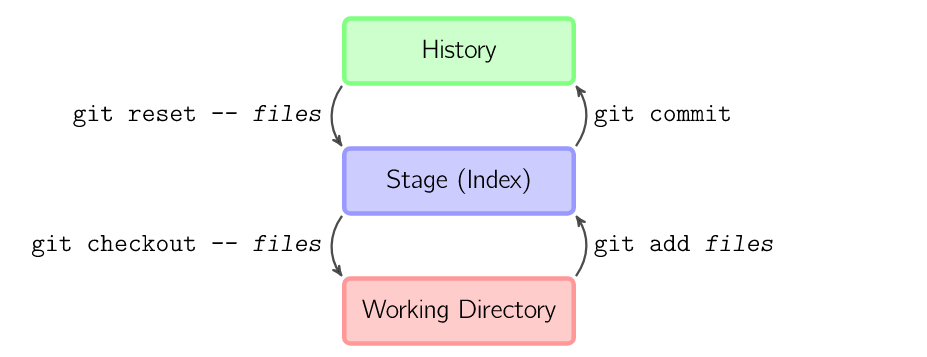 History
git reset -- files
git commit
Stage (Index)
git checkout -- files
git add files
Working Directory